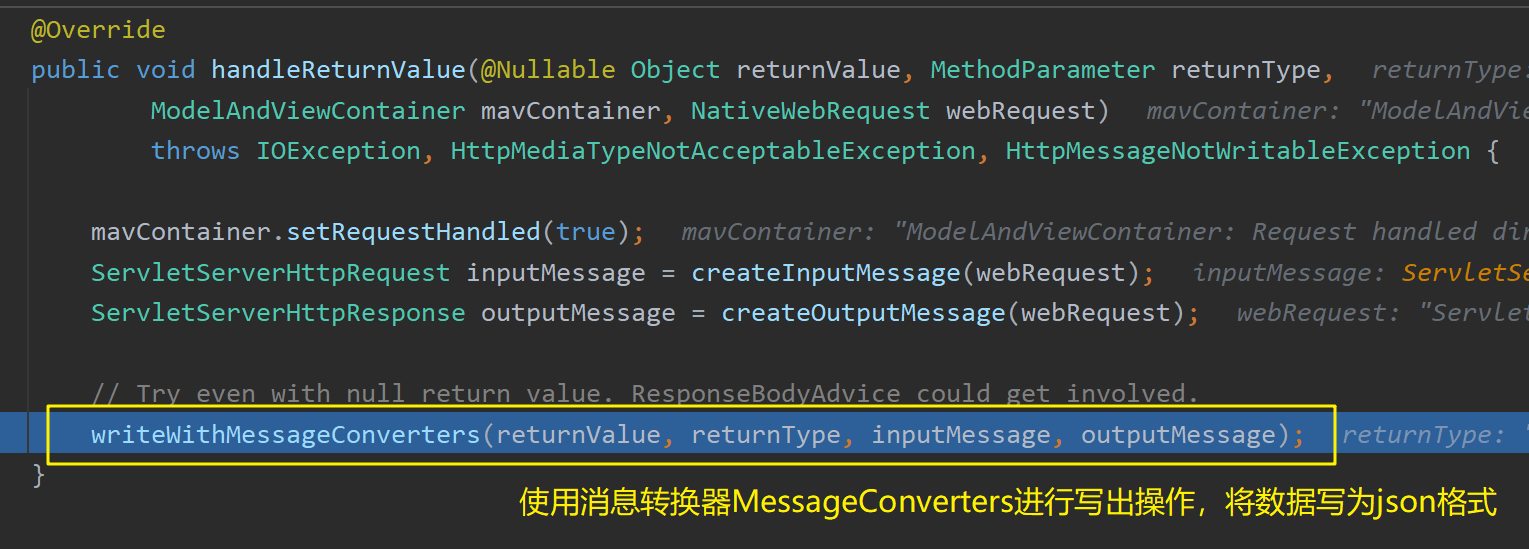 @Override
public void handleReturnValue(@Nullable Object returnValue, MethodParameter returnType, returnType:
ModelAndViewContainer mavContainer, NativeWebRequest webRequest) mavContainer: "ModelAndVie
throws IOException, HttpMediaTypeNotAcceptableException, HttpMessageNotWritableException {
mavContainer.setRequestHandled(true); mavContainer: "ModelAndViewContainer: Request handled dir
ServletServerHttpRequest inputMessage = createInputMessage(webRequest); inputMessage: ServletSe
ServletServerHttpResponse outputMessage = createOutputMessage(webRequest); webRequest: "Servlet
// Try even with null return value. ResponseBodyAdvice could get involved.
writeWithMessageConverters(returnValue, returnType, inputMessage, outputMessage); returnType: "
}
使用消息转换器MessageConverters进行写出操作，将数据写为json格式